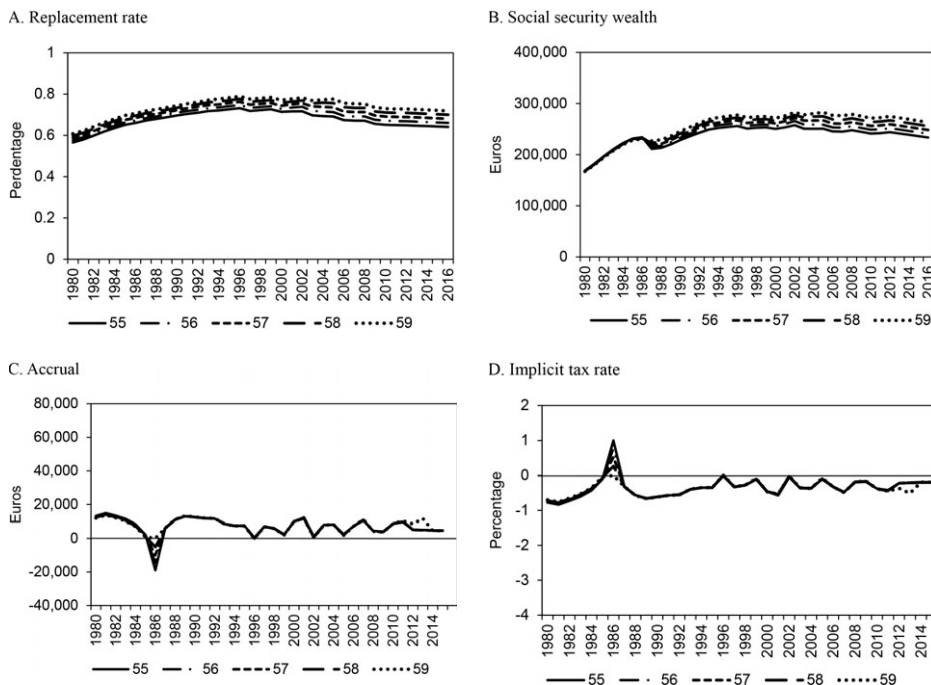 A. Replacement rate
B. Social security wealth
Perdentage
1
0.8
0.6
0.4
0.2
0
1980 1982 1984 1986 1988 1990 1992 1994 1996 1998 2000 2002 2004 2006 2008 2010 2012 2014 2016
55 56 57 58 59
Euros
400,000
300,000
200,000
100,000
0
1980 1982 1984 1986 1988 1990 1992 1994 1996 1998 2000 2002 2004 2006 2008 2010 2012 2014 2016
55 56 57 58 59
C. Accrual
D. Implicit tax rate
Euros
80,000
60,000
40,000
20,000
0
-20,000
-40,000
1980 1982 1984 1986 1988 1990 1992 1994 1996 1998 2000 2002 2004 2006 2008 2010 2012 2014
55 56 57 58 59
Percentage
2
1
0
-1
-2
-3
-4
1980 1982 1984 1986 1988 1990 1992 1994 1996 1998 2000 2002 2004 2006 2008 2010 2012 2014
55 56 57 58 59